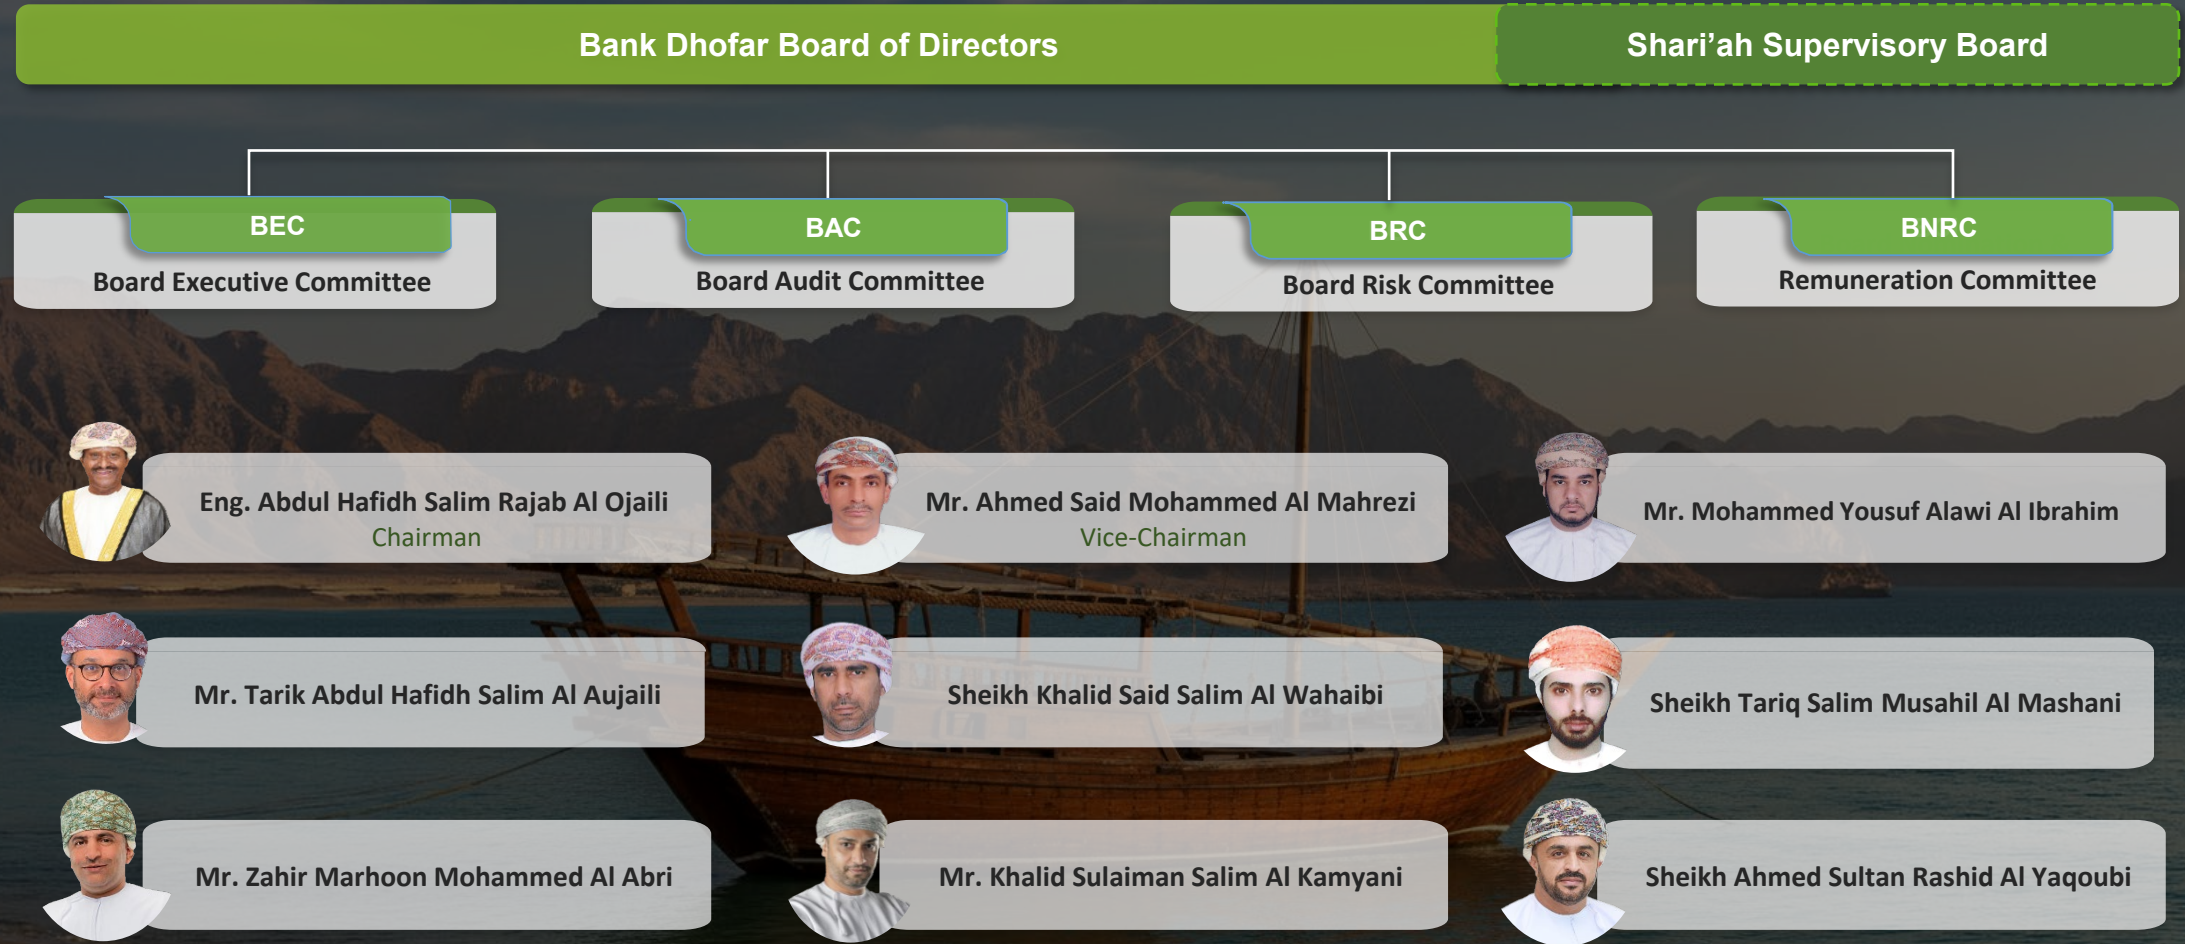 Bank Dhofar Board of Directors
Shari’ah Supervisory Board
BEC
Board Executive Committee
BAC
Board Audit Committee
BRC
Board Risk Committee
BNRC
Remuneration Committee
Eng. Abdul Hafidh Salim Rajab Al Ojaili
Chairman
Mr. Ahmed Said Mohammed Al Mahrezi
Vice-Chairman
Mr. Mohammed Yousuf Alawi Al Ibrahim
Mr. Tarik Abdul Hafidh Salim Al Aujaili
Sheikh Khalid Said Salim Al Wahaibi
Sheikh Tariq Salim Musahil Al Mashani
Mr. Zahir Marhoon Mohammed Al Abri
Mr. Khalid Sulaiman Salim Al Kamyani
Sheikh Ahmed Sultan Rashid Al Yaqoubi